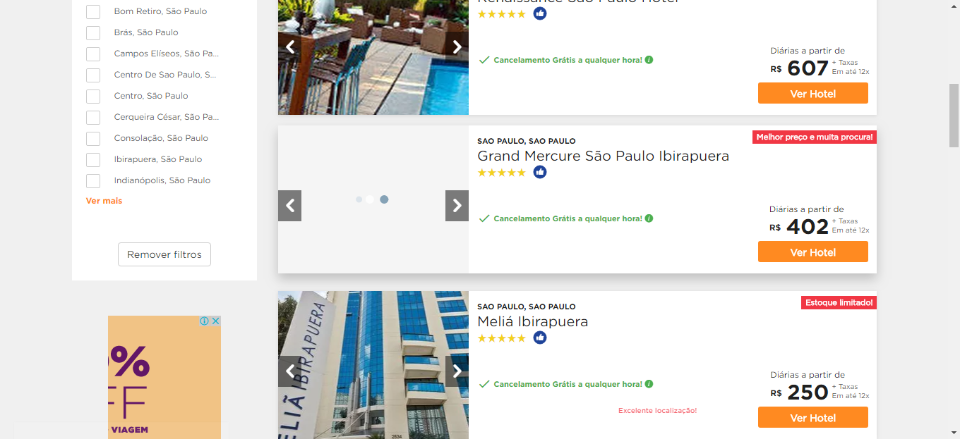 Bom Retiro, São Paulo
Brás, São Paulo
Campos Elíseos, São Pa...
Centro De Sao Paulo, S...
Centro, São Paulo
Cerqueira César, São Pa...
Consolação, São Paulo
Ibirapuera, São Paulo
Indianópolis, São Paulo
Ver mais
Remover filtros
% 
FF
VIAGEM
Renaissance São Paulo Hotel
Cancelamento Grátis a qualquer hora!
Diárias a partir de
R$ 607 + Taxas
Em até 12x
Ver Hotel
Melhor preço e muita procura!
SAO PAULO, SAO PAULO
Grand Mercure São Paulo Ibirapuera
Cancelamento Grátis a qualquer hora!
Diárias a partir de
R$ 402 + Taxas
Em até 12x
Ver Hotel
MELIÃ IBIRAPUERA
Estoque limitado!
SAO PAULO, SAO PAULO
Meliá Ibirapuera
Cancelamento Grátis a qualquer hora!
Excelente localização!
Diárias a partir de
R$ 250 + Taxas
Em até 12x
Ver Hotel